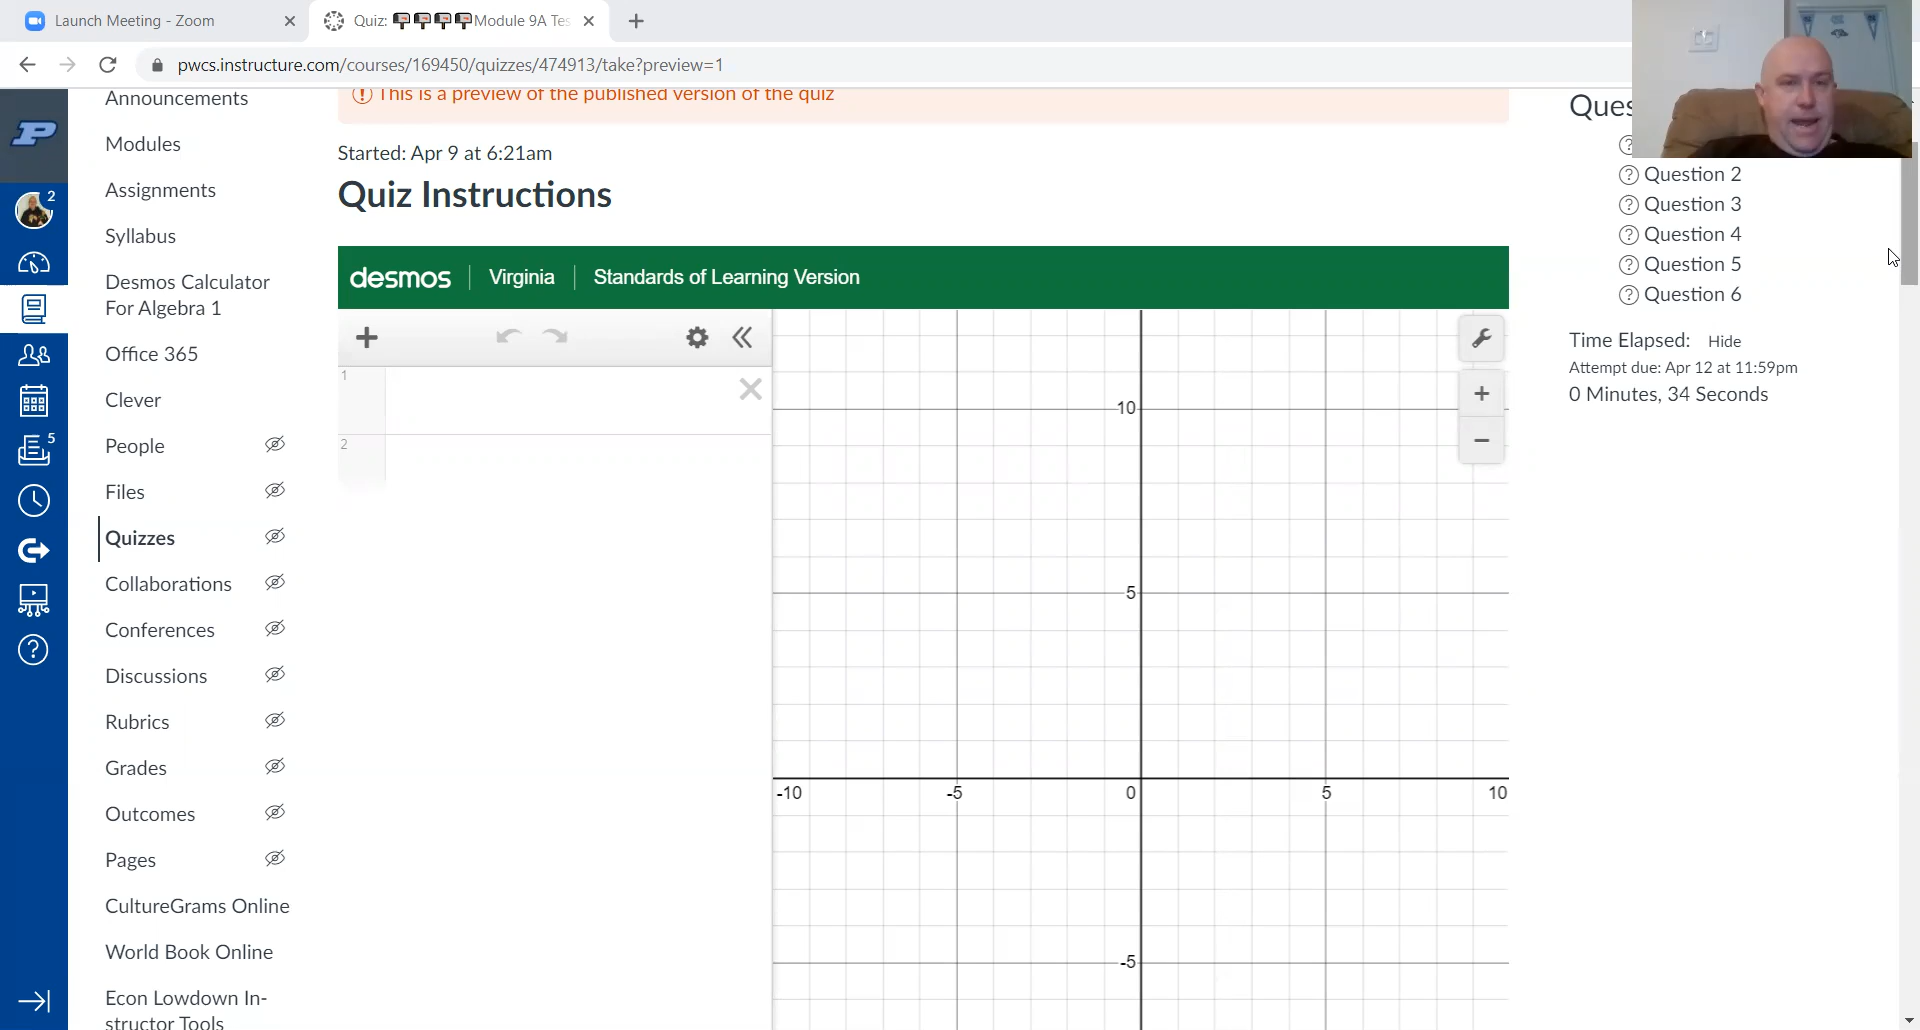 Launch Meeting - Zoom
Quiz: Module 9A Tes
pwcs.instructure.com/courses/169450/quizzes/474913/take?preview=1
P
2
5
Announcements
Modules
Assignments
Syllabus
Desmos Calculator
For Algebra 1
Office 365
Clever
People
Files
Quizzes
Collaborations
Conferences
Discussions
Rubrics
Grades
Outcomes
Pages
CultureGrams Online
World Book Online
Econ Lowdown In-
structor Tools
This is a preview of the published version of the quiz
Started: Apr 9 at 6:21am
Quiz Instructions
desmos Virginia Standards of Learning Version
1
2
10
5
-10 -5 0 5 10
-5
Ques
Question 2
Question 3
Question 4
Question 5
Question 6
Time Elapsed: Hide
Attempt due: Apr 12 at 11:59pm
0 Minutes, 34 Seconds